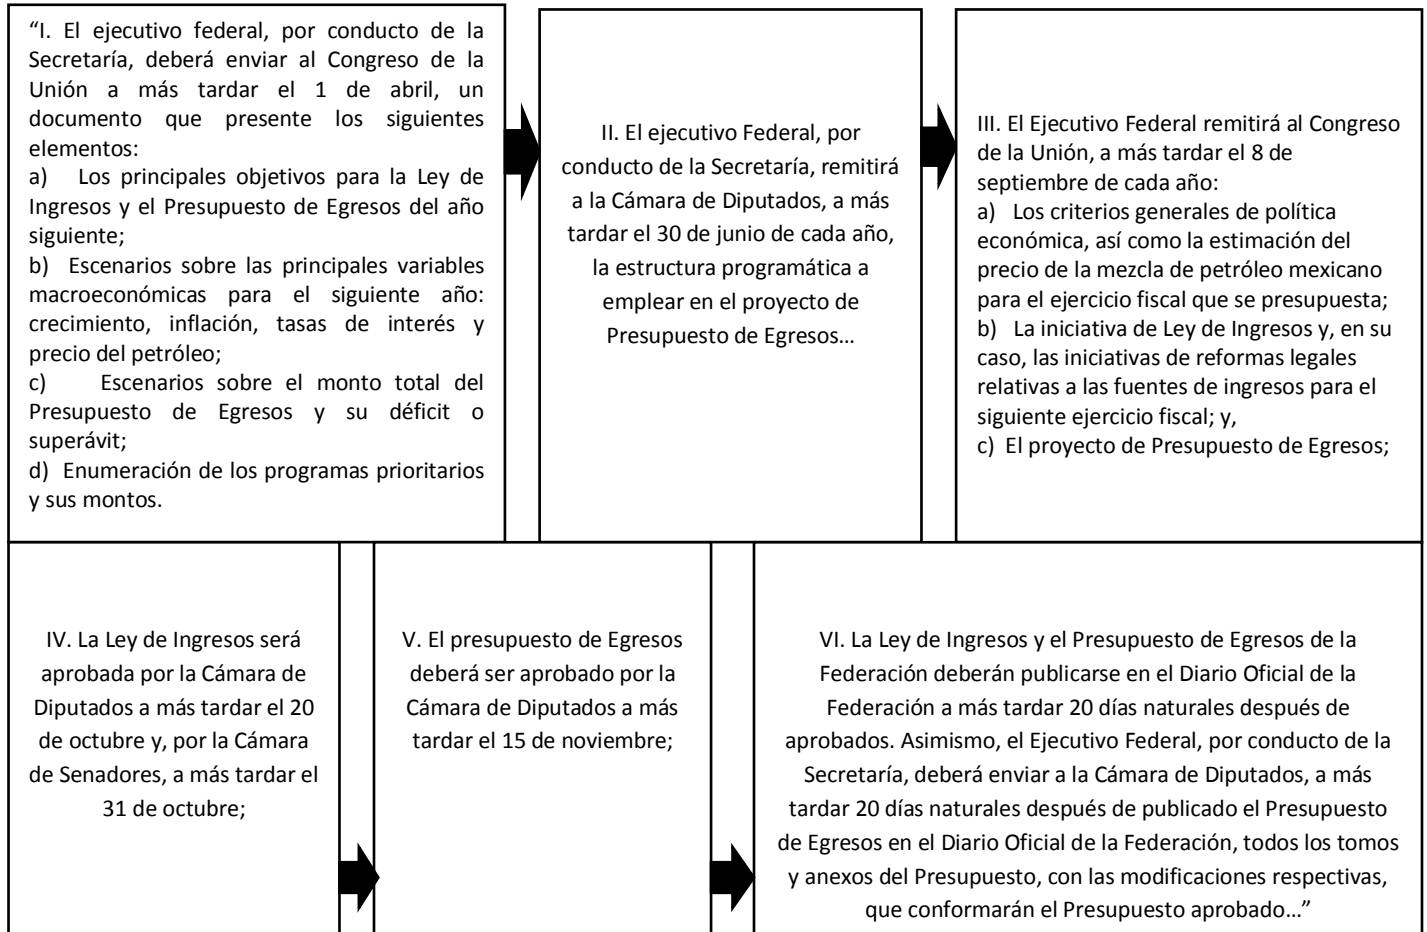 “I. El ejecutivo federal, por conducto de la
Secretaría, deberá enviar al Congreso de la
Unión a más tardar el 1 de abril, un
documento que presente los siguientes
elementos:
a) Los principales objetivos para la Ley de
Ingresos y el Presupuesto de Egresos del año
siguiente;
b) Escenarios sobre las principales variables
macroeconómicas para el siguiente año:
crecimiento, inflación, tasas de interés y
precio del petróleo;
c) Escenarios sobre el monto total del
Presupuesto de Egresos y su déficit o
superávit;
d) Enumeración de los programas prioritarios
y sus montos.
II. El ejecutivo Federal, por
conducto de la Secretaría, remitirá
a la Cámara de Diputados, a más
tardar el 30 de junio de cada año,
la estructura programática a
emplear en el proyecto de
Presupuesto de Egresos…
III. El Ejecutivo Federal remitirá al Congreso
de la Unión, a más tardar el 8 de
septiembre de cada año:
a) Los criterios generales de política
económica, así como la estimación del
precio de la mezcla de petróleo mexicano
para el ejercicio fiscal que se presupuesta;
b) La iniciativa de Ley de Ingresos y, en su
caso, las iniciativas de reformas legales
relativas a las fuentes de ingresos para el
siguiente ejercicio fiscal; y,
c) El proyecto de Presupuesto de Egresos;
IV. La Ley de Ingresos será
aprobada por la Cámara de
Diputados a más tardar el 20
de octubre y, por la Cámara
de Senadores, a más tardar el
31 de octubre;
V. El presupuesto de Egresos
deberá ser aprobado por la
Cámara de Diputados a más
tardar el 15 de noviembre;
VI. La Ley de Ingresos y el Presupuesto de Egresos de la
Federación deberán publicarse en el Diario Oficial de la
Federación a más tardar 20 días naturales después de
aprobados. Asimismo, el Ejecutivo Federal, por conducto de la
Secretaría, deberá enviar a la Cámara de Diputados, a más
tardar 20 días naturales después de publicado el Presupuesto
de Egresos en el Diario Oficial de la Federación, todos los tomos
y anexos del Presupuesto, con las modificaciones respectivas,
que conformarán el Presupuesto aprobado…”